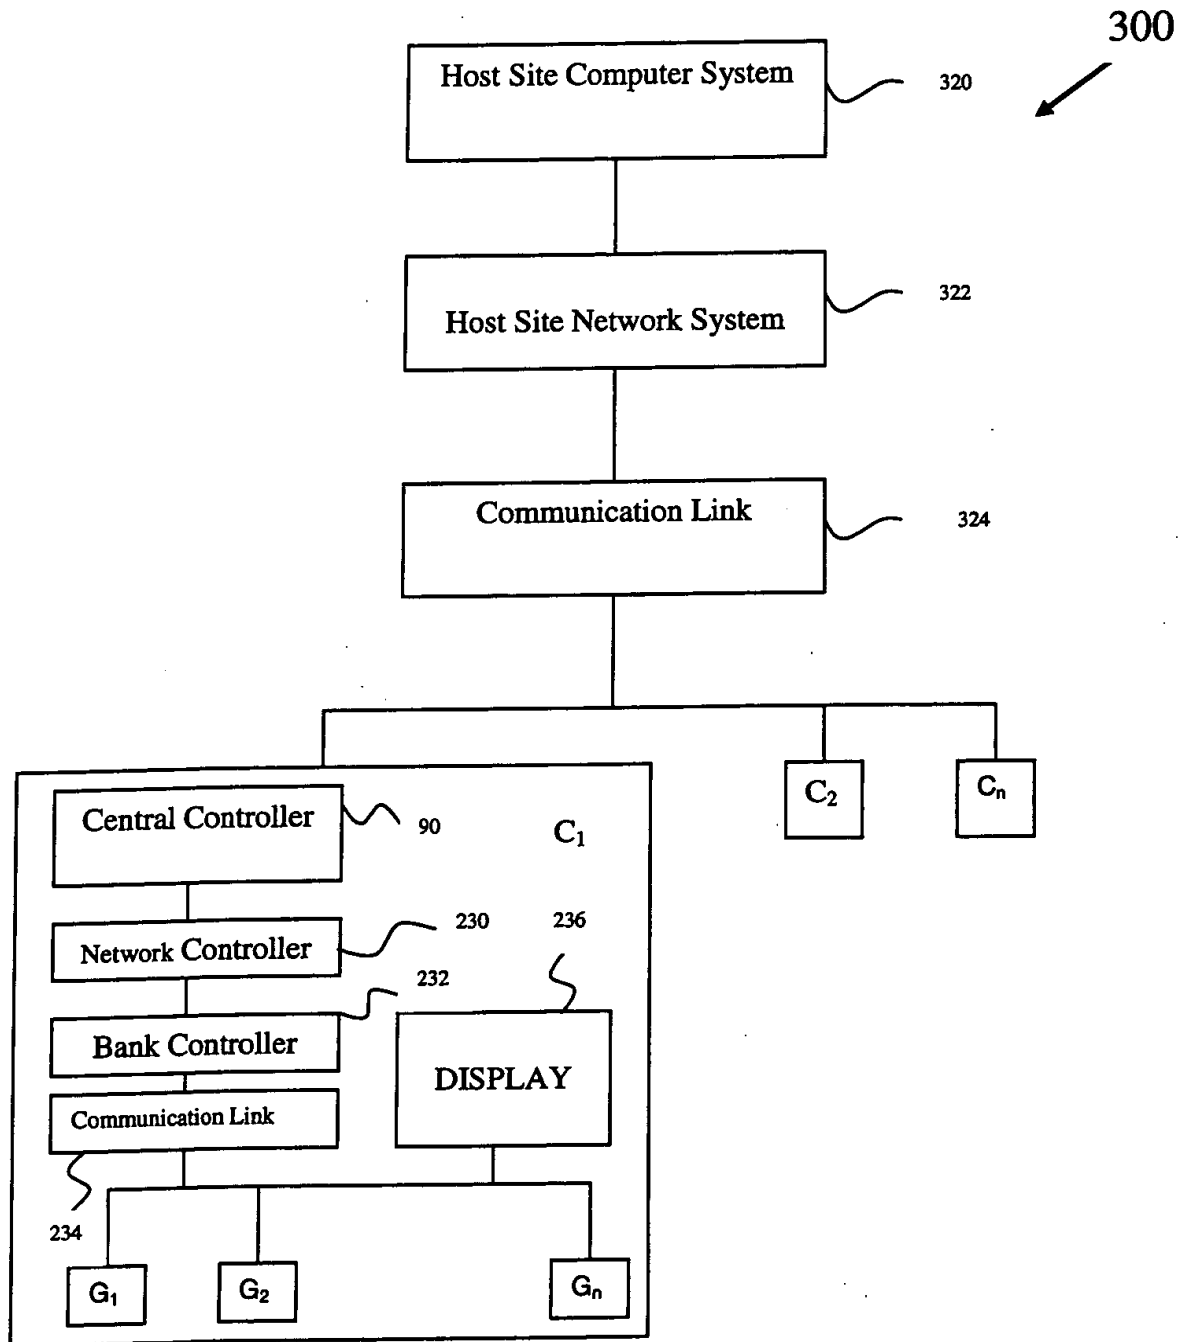 300
Host Site Computer System
320
Host Site Network System
322
Communication Link
324
Central Controller
90
C1
C2
Cn
Network Controller
230
236
232
Bank Controller
DISPLAY
Communication Link
234
G1
G2
Gn